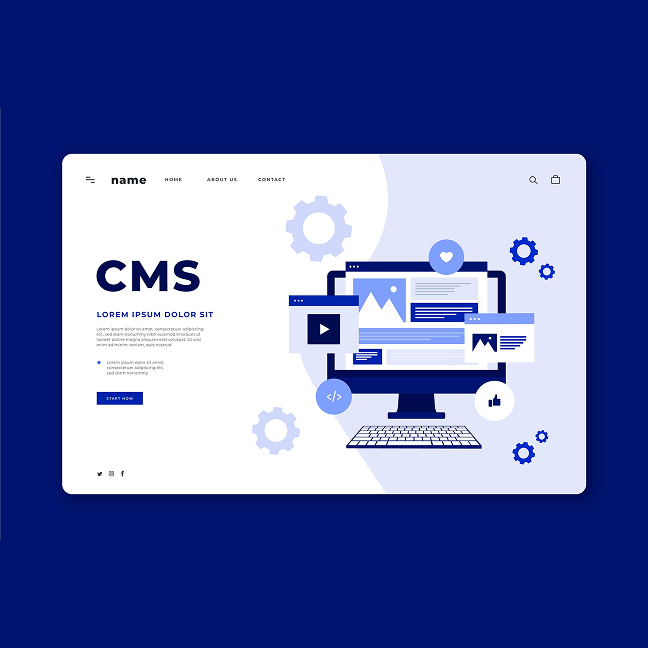 name
HOME
ABOUT US
CONTACT
CMS
LOREM IPSUM DOLOR SIT
Lorem ipsum dolor sit amet, consectetuer adipiscing
elit, sed diam nonummy nibh euismod tincidunt ut
laoreet dolore magna aliquam erat volutpat. Ut wisi
enim ad minim veniam, quis nostrud
Lorem ipsum dolor sit amet,
consectetuer adipiscing elit,
sed diam nonummy
START NOW